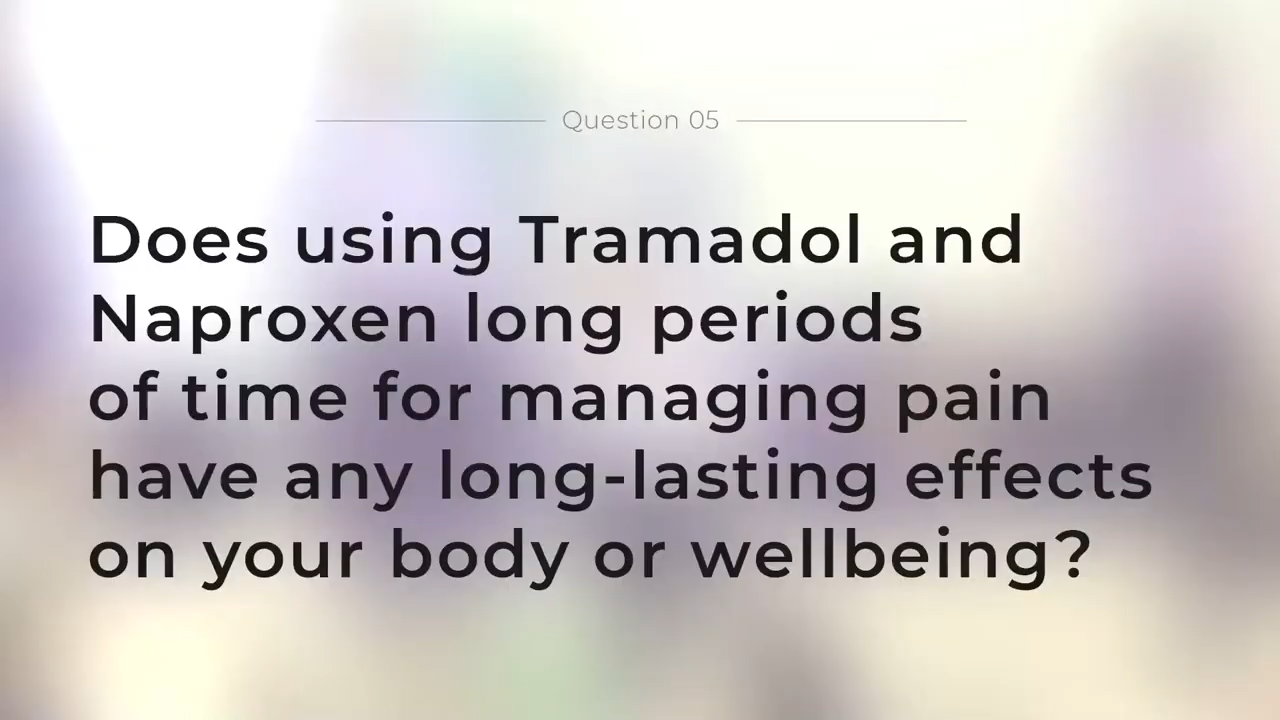 Question 05
Does using Tramadol and
Naproxen long periods
of time for managing pain
have any long-lasting effects
on your body or wellbeing?